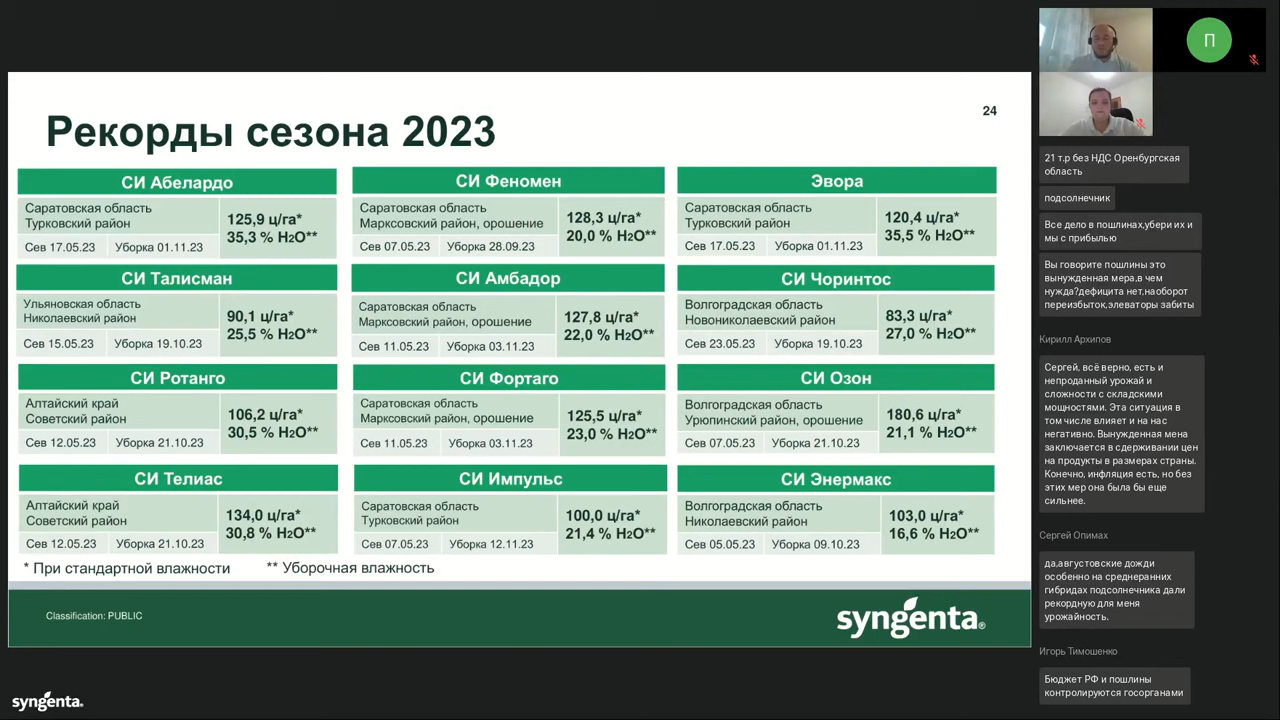 24
Рекорды сезона 2023
СИ Абелардо
Саратовская область
Турковский район
Сев 17.05.23
Уборка 01.11.23
125,9 ц/га*
35,3 % H2O**
СИ Феномен
Саратовская область
Марксовский район, орошение
Сев 07.05.23
Уборка 28.09.23
128,3 ц/га*
20,0 % H2O**
Эвора
Саратовская область
Турковский район
Сев 17.05.23
Уборка 01.11.23
120,4 ц/га*
35,5 % H2O**
СИ Талисман
Ульяновская область
Николаевский район
Сев 15.05.23
Уборка 19.10.23
90,1 ц/га*
25,5 % H2O**
СИ Амбадор
Саратовская область
Марксовский район, орошение
Сев 11.05.23
Уборка 03.11.23
127,8 ц/га*
22,0 % H2O**
СИ Чоринтос
Волгоградская область
Новониколаевский район
Сев 23.05.23
Уборка 19.10.23
83,3 ц/га*
27,0 % H2O**
СИ Ротанго
Алтайский край
Советский район
Сев 12.05.23
Уборка 21.10.23
106,2 ц/га*
30,5 % H2O**
СИ Фортаго
Саратовская область
Марксовский район, орошение
Сев 11.05.23
Уборка 03.11.23
125,5 ц/га*
23,0 % H2O**
СИ Озон
Волгоградская область
Урюпинский район, орошение
Сев 07.05.23
Уборка 21.10.23
180,6 ц/га*
21,1 % H2O**
СИ Телиас
Алтайский край
Советский район
Сев 12.05.23
Уборка 21.10.23
134,0 ц/га*
30,8 % H2O**
СИ Импульс
Саратовская область
Турковский район
Сев 07.05.23
Уборка 12.11.23
100,0 ц/га*
21,4 % H2O**
СИ Энермакс
Волгоградская область
Николаевский район
Сев 05.05.23
Уборка 09.10.23
103,0 ц/га*
16,6 % H2O**
* При стандартной влажности
** Уборочная влажность
Classification: PUBLIC
syngenta®
syngenta.
П
21 т.р без НДС Оренбургская
область
подсолнечник
Все дело в пошлинах,убери их и
мы с прибылью
Вы говорите пошлины это
вынужденная мера,в чем
нужда?дефицита нет,наоборот
переизбыток,элеваторы забиты
Кирилл Архипов
Сергей, всё верно, есть и
непроданный урожай и
сложности с складскими
мощностями. Эта ситуация в
том числе влияет и на нас
негативно. Вынужденная мена
заключается в сдерживании цен
на продукты в размерах страны.
Конечно, инфляция есть, но без
этих мер она была бы еще
сильнее.
Сергей Опимах
да,августовские дожди
особенно на среднеранних
гибридах подсолнечника дали
рекордную для меня
урожайность.
Игорь Тимошенко
Бюджет РФ и пошлины
контролируются госорганами